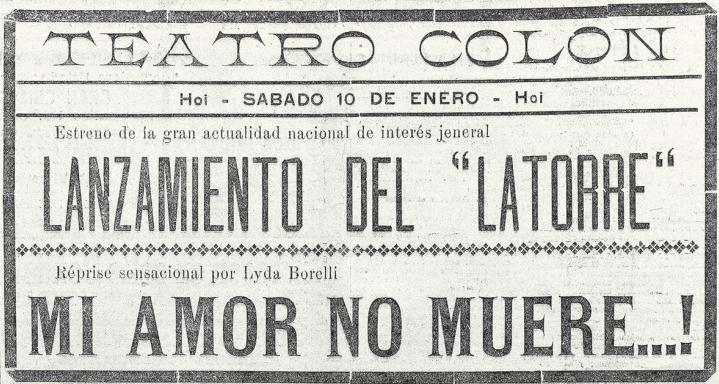 TEATRO COLON
Hoi - SABADO 10 DE ENERO - Hoi
Estreno de la gran actualidad nacional de interés jeneral
LANZAMIENTO DEL “LATORRE“
Réprise sensacional por Lyda Borelli
MI AMOR NO MUERE....!